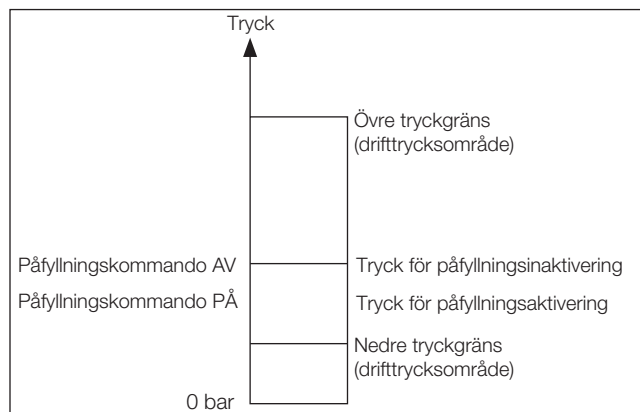 Tryck
Övre tryckgräns
(drifttrycksområde)
Påfyllningskommando AV
Tryck för påfyllningsinaktivering
Påfyllningskommando PÅ
Tryck för påfyllningsaktivering
Nedre tryckgräns
(drifttrycksområde)
0 bar